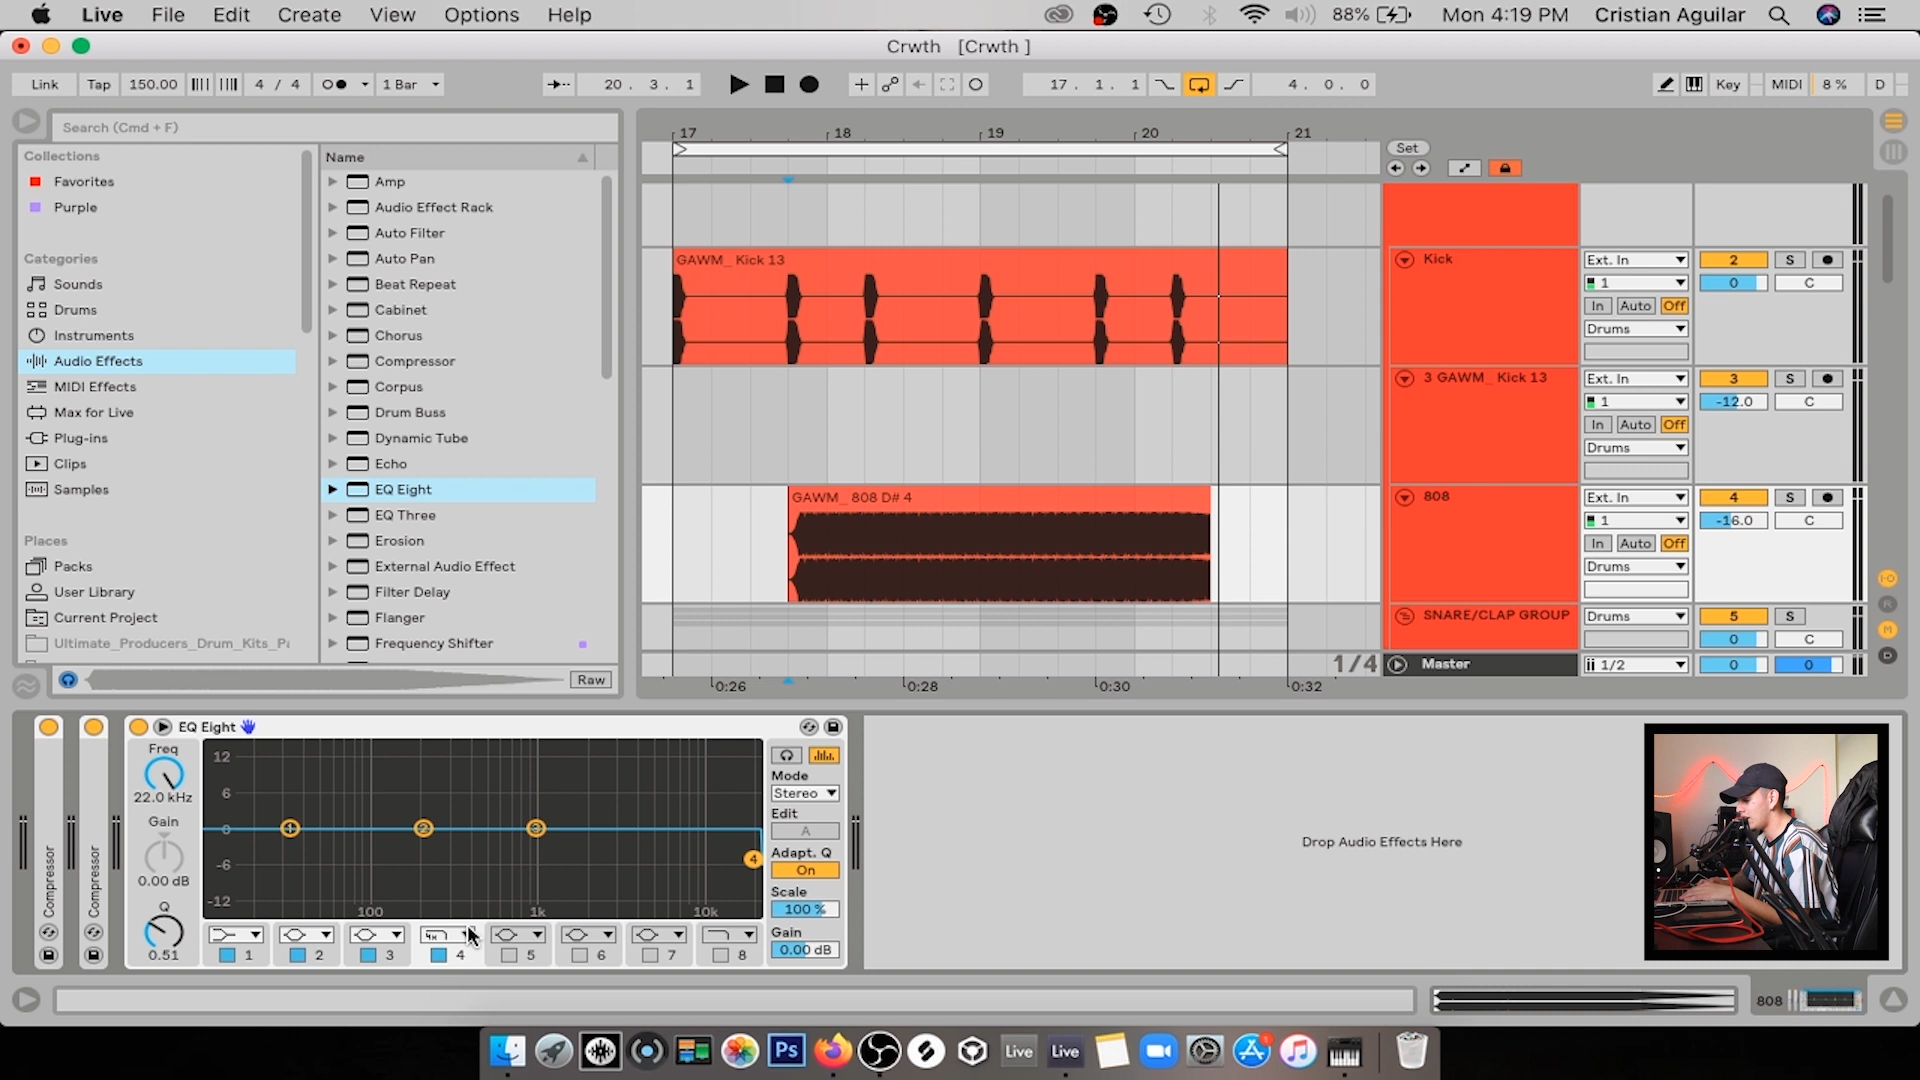 Live File Edit Create View Options Help 88% Mon 4:19 PM Cristian Aguilar
Crwth [Crwth ]
Link Tap 150.00 4 / 4 1 Bar 20. 3. 1 17. 1. 1 4. 0. 0 Key MIDI 8 % D
Search (Cmd + F)
Collections
Favorites
Purple
Categories
Sounds
Drums
Instruments
Audio Effects
MIDI Effects
Max for Live
Plug-ins
Clips
Samples
Places
Packs
User Library
Current Project
Ultimate_Producers_Drum_Kits_Pa
Name
Amp
Audio Effect Rack
Auto Filter
Auto Pan
Beat Repeat
Cabinet
Chorus
Compressor
Corpus
Drum Buss
Dynamic Tube
Echo
EQ Eight
EQ Three
Erosion
External Audio Effect
Filter Delay
Flanger
Frequency Shifter
Raw
17 18 19 20 21
Set
GAWM_ Kick 13
GAWM_ 808 D# 4
1/4
0:26 0:28 0:30 0:32
Kick Ext. In 2 S
1 0 C
In Auto Off
Drums
3 GAWM_ Kick 13 Ext. In 3 S
1 -12.0 C
In Auto Off
Drums
808 Ext. In 4 S
1 -16.0 C
In Auto Off
Drums
SNARE/CLAP GROUP Drums 5 S
0 C
Master 1/2 0 0
I-O
R
M
D
Compressor
Compressor
EQ Eight
Freq
22.0 kHz
Gain
0.00 dB
Q
0.51
12
6
0
-6
-12
100 1k 10k
1 2 3 4
1 2 3 4 5 6 7 8
Mode
Stereo
Edit
A
Adapt. Q
On
Scale
100 %
Gain
0.00 dB
Drop Audio Effects Here
808
Ps Live Live